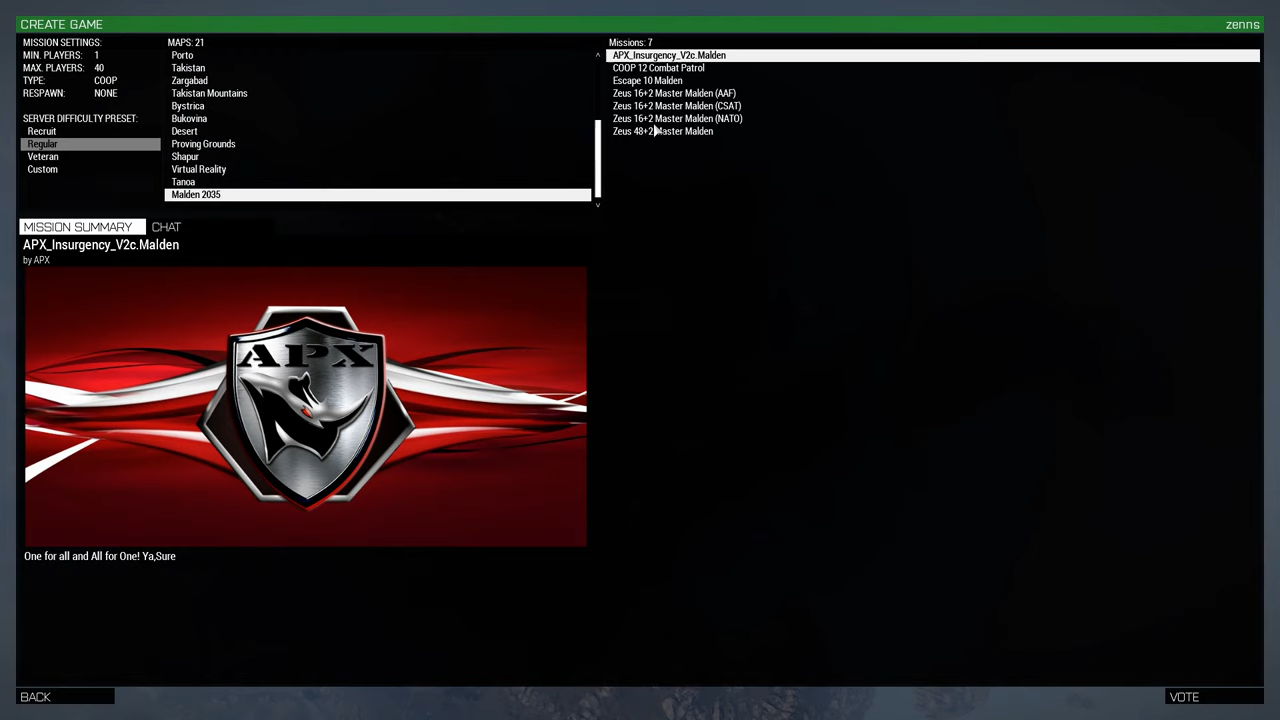 CREATE GAME
zenns
MISSION SETTINGS:
MIN. PLAYERS: 1
MAX. PLAYERS: 40
TYPE: COOP
RESPAWN: NONE
SERVER DIFFICULTY PRESET:
Recruit
Regular
Veteran
Custom
MAPS: 21
Porto
Takistan
Zargabad
Takistan Mountains
Bystrica
Bukovina
Desert
Proving Grounds
Shapur
Virtual Reality
Tanoa
Malden 2035
Missions: 7
APX_Insurgency_V2c.Malden
COOP 12 Combat Patrol
Escape 10 Malden
Zeus 16+2 Master Malden (AAF)
Zeus 16+2 Master Malden (CSAT)
Zeus 16+2 Master Malden (NATO)
Zeus 48+2 Master Malden
MISSION SUMMARY
CHAT
APX_Insurgency_V2c.Malden
by APX
APX
One for all and All for One! Ya,Sure
BACK
VOTE